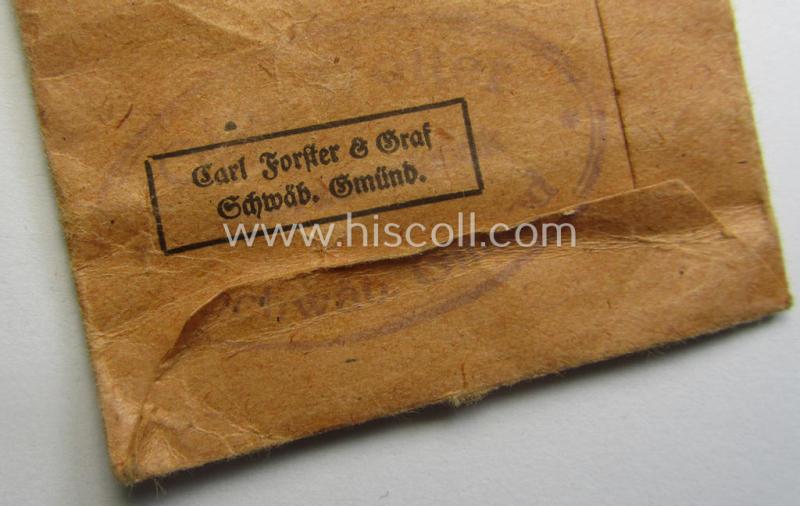 Carl Forster & Graf
Schwäb. Gmünd.
www.hiscoll.com